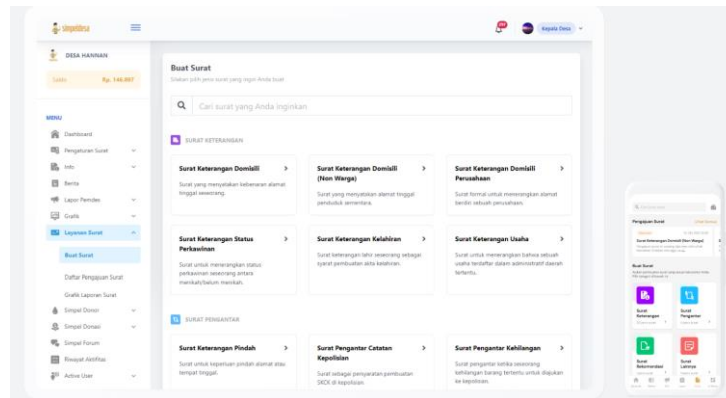 simpeldesa
Kepala Desa
DESA HANNAN
Saldo Rp. 146.897
MENU
Dashboard
Pengaturan Surat
Info
Berita
Lapor Pemdes
Grafik
Layanan Surat
Buat Surat
Daftar Pengajuan Surat
Grafik Laporan Surat
Simpel Donor
Simpel Donasi
Simpel Forum
Riwayat Aktifitas
Active User
Buat Surat
Silakan pilih jenis surat yang ingin Anda buat
Cari surat yang Anda inginkan
SURAT KETERANGAN
Surat Keterangan Domisili
Surat yang menyatakan kebenaran alamat
tinggal seseorang.
Surat Keterangan Domisili
(Non Warga)
Surat yang menyatakan alamat tinggal
penduduk sementara.
Surat Keterangan Domisili
Perusahaan
Surat formal untuk menerangkan alamat
berdiri sebuah perusahaan.
Surat Keterangan Status
Perkawinan
Surat untuk menerangkan status
perkawinan seseorang antara
menikah/belum menikah.
Surat Keterangan Kelahiran
Surat keterangan lahir seseorang sebagai
syarat pembuatan akta kelahiran.
Surat Keterangan Usaha
Surat untuk menerangkan bahwa sebuah
usaha terdaftar dalam administratif daerah
tertentu.
SURAT PENGANTAR
Surat Keterangan Pindah
Surat untuk keperluan pindah alamat atau
tempat tinggal.
Surat Pengantar Catatan
Kepolisian
Surat sebagai persyaratan pembuatan
SKCK di kepolisian.
Surat Pengantar Kehilangan
Surat pengantar ketika seseorang
kehilangan barang tertentu untuk diajukan
ke kepolisian.
Pengajuan Surat
Surat Keterangan Domisili (Non Warga)
Buat Surat
Surat
Keterangan
Surat
Pengantar
Surat
Rekomendasi
Surat
Lainnya